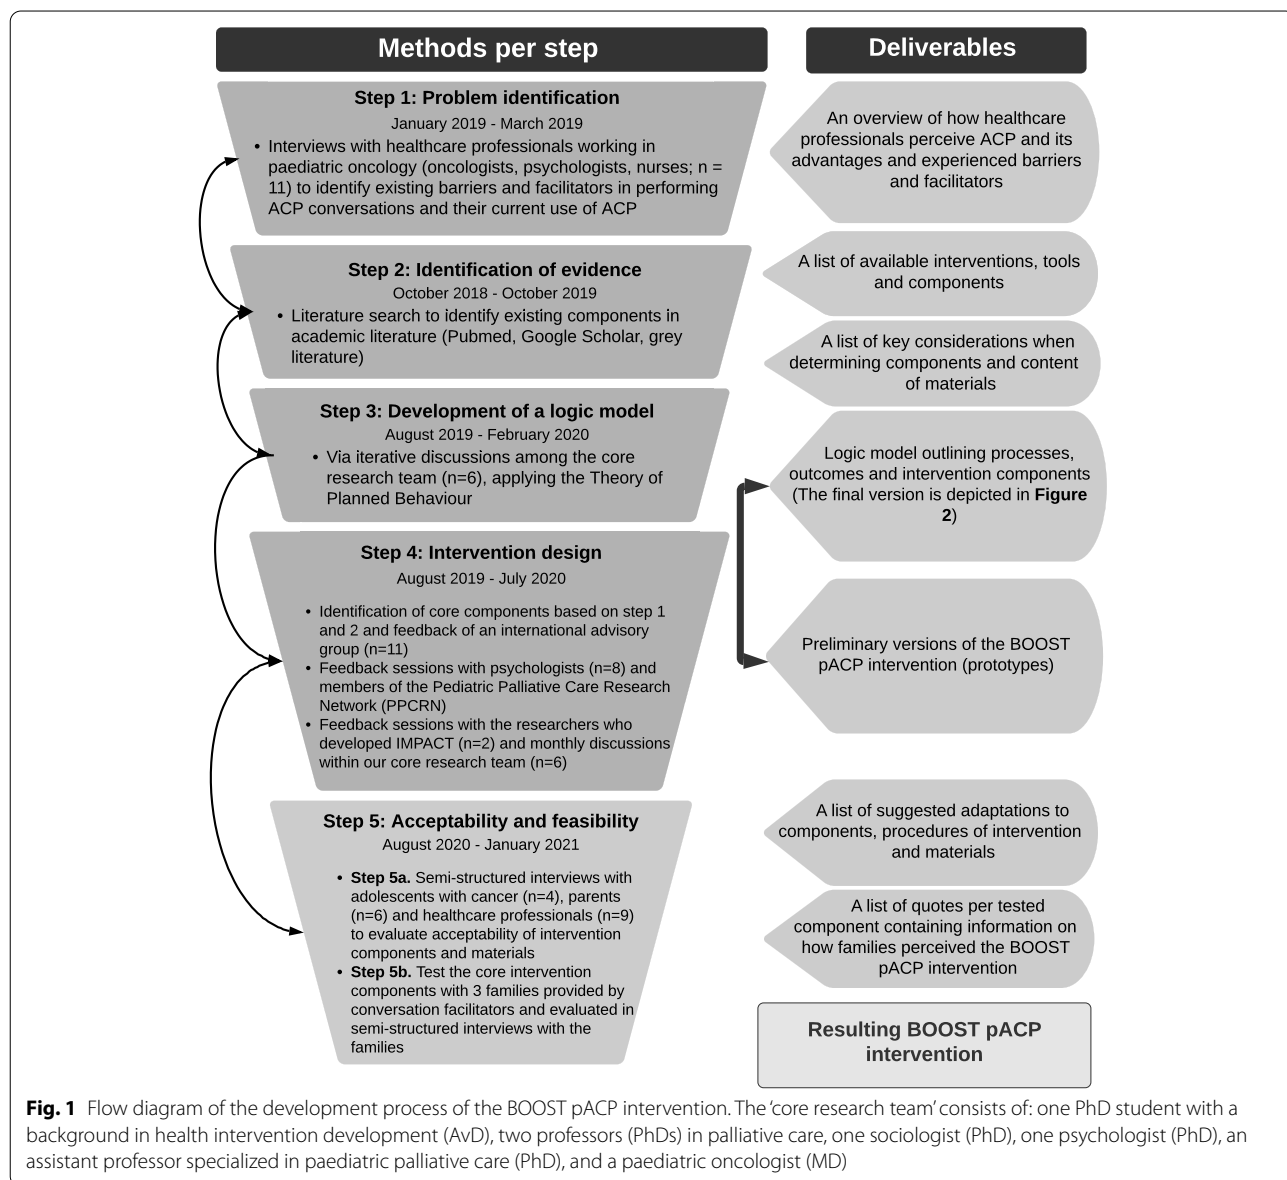 Methods per step
Deliverables
Step 1: Problem identification
January 2019 - March 2019
• Interviews with healthcare professionals working in
paediatric oncology (oncologists, psychologists, nurses; n =
11) to identify existing barriers and facilitators in performing
ACP conversations and their current use of ACP
An overview of how healthcare
professionals perceive ACP and its
advantages and experienced barriers
and facilitators
Step 2: Identification of evidence
October 2018 - October 2019
• Literature search to identify existing components in
academic literature (Pubmed, Google Scholar, grey
literature)
A list of available interventions, tools
and components
A list of key considerations when
determining components and content
of materials
Step 3: Development of a logic model
August 2019 - February 2020
• Via iterative discussions among the core
research team (n=6), applying the Theory of
Planned Behaviour
Logic model outlining processes,
outcomes and intervention components
(The final version is depicted in Figure
2)
Step 4: Intervention design
August 2019 - July 2020
• Identification of core components based on step 1
and 2 and feedback of an international advisory
group (n=11)
• Feedback sessions with psychologists (n=8) and
members of the Pediatric Palliative Care Research
Network (PPCRN)
• Feedback sessions with the researchers who
developed IMPACT (n=2) and monthly discussions
within our core research team (n=6)
Preliminary versions of the BOOST
pACP intervention (prototypes)
Step 5: Acceptability and feasibility
August 2020 - January 2021
• Step 5a. Semi-structured interviews with
adolescents with cancer (n=4), parents
(n=6) and healthcare professionals (n=9)
to evaluate acceptability of intervention
components and materials
• Step 5b. Test the core intervention
components with 3 families provided by
conversation facilitators and evaluated in
semi-structured interviews with the
families
A list of suggested adaptations to
components, procedures of intervention
and materials
A list of quotes per tested
component containing information on
how families perceived the BOOST
pACP intervention
Resulting BOOST pACP
intervention
Fig. 1 Flow diagram of the development process of the BOOST pACP intervention. The ‘core research team’ consists of: one PhD student with a
background in health intervention development (AvD), two professors (PhDs) in palliative care, one sociologist (PhD), one psychologist (PhD), an
assistant professor specialized in paediatric palliative care (PhD), and a paediatric oncologist (MD)